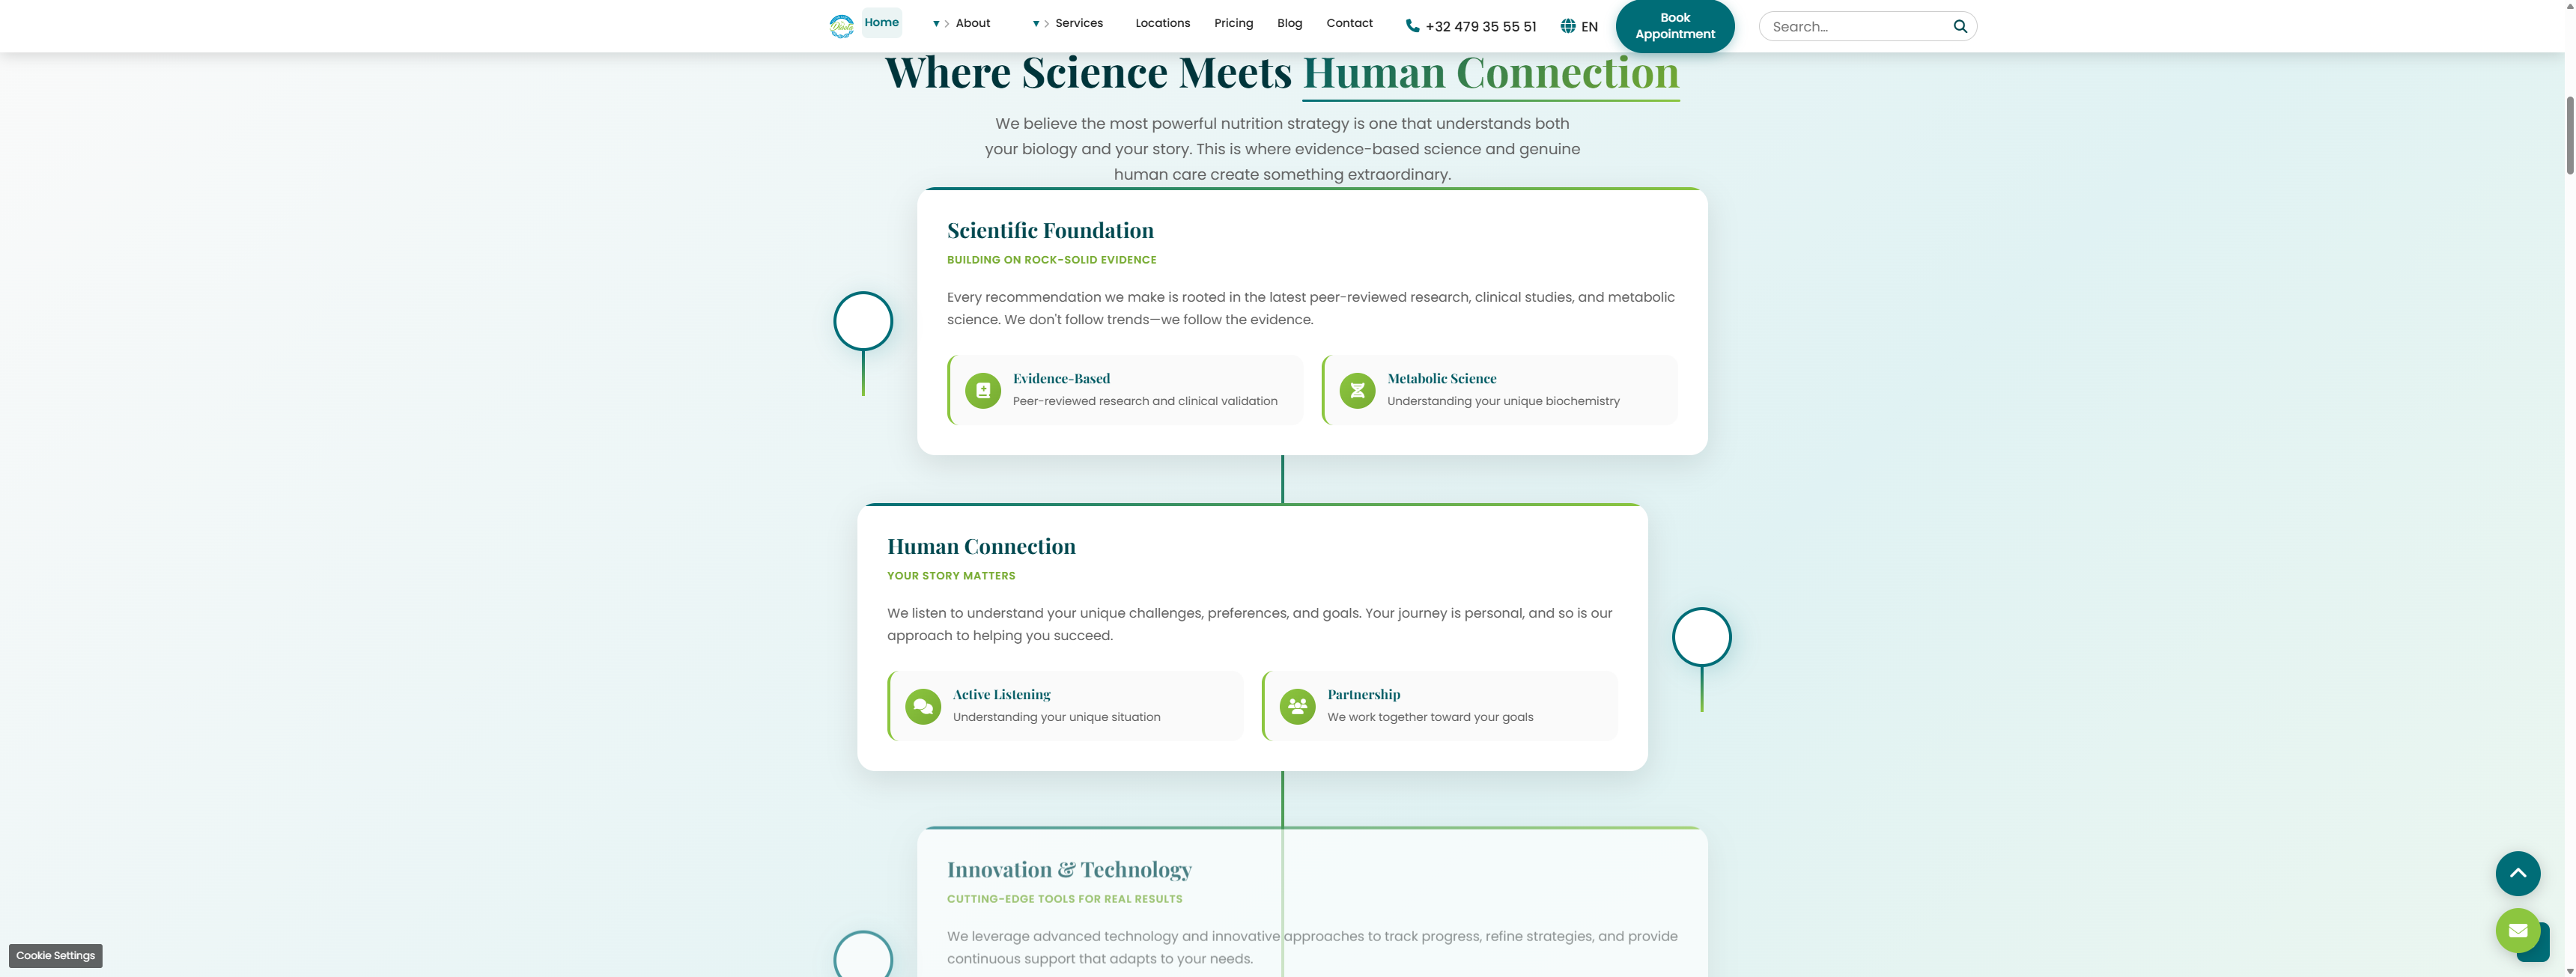 Home
About
Services
Locations
Pricing
Blog
Contact
+32 479 35 55 51
EN
Book
Appointment
Search...
Where Science Meets Human Connection
We believe the most powerful nutrition strategy is one that understands both
your biology and your story. This is where evidence-based science and genuine
human care create something extraordinary.
Scientific Foundation
BUILDING ON ROCK-SOLID EVIDENCE
Every recommendation we make is rooted in the latest peer-reviewed research, clinical studies, and metabolic
science. We don't follow trends—we follow the evidence.
Evidence-Based
Peer-reviewed research and clinical validation
Metabolic Science
Understanding your unique biochemistry
Human Connection
YOUR STORY MATTERS
We listen to understand your unique challenges, preferences, and goals. Your journey is personal, and so is our
approach to helping you succeed.
Active Listening
Understanding your unique situation
Partnership
We work together toward your goals
Innovation & Technology
CUTTING-EDGE TOOLS FOR REAL RESULTS
We leverage advanced technology and innovative approaches to track progress, refine strategies, and provide
continuous support that adapts to your needs.
Cookie Settings